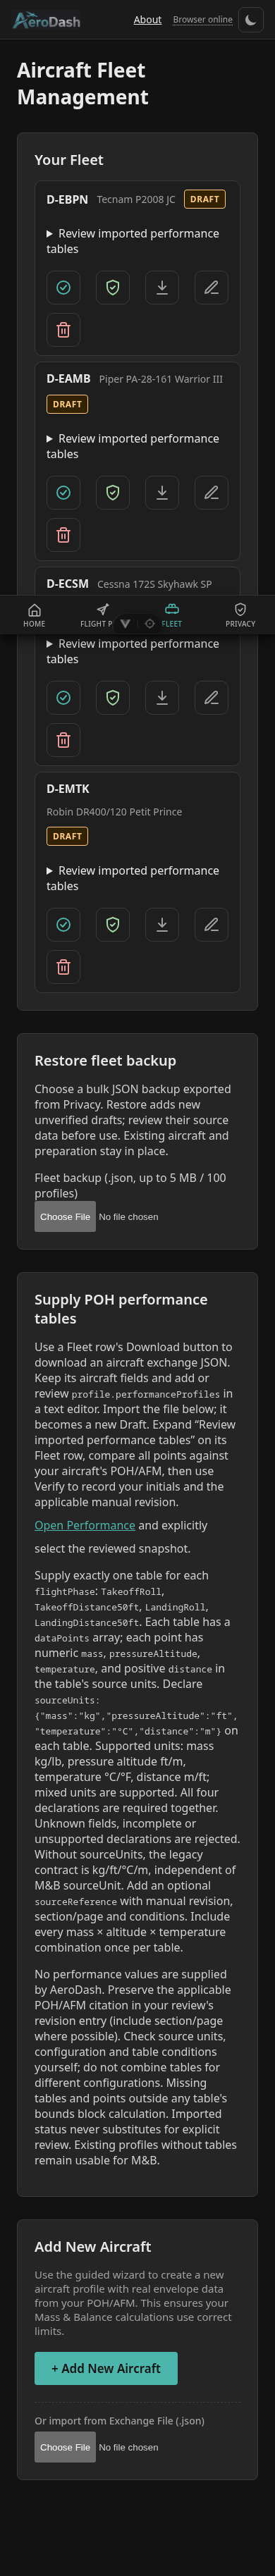 AeroDash
About
Browser online
Aircraft Fleet
Management
Your Fleet
D-EBPN Tecnam P2008 JC DRAFT
▶ Review imported performance
tables
D-EAMB Piper PA-28-161 Warrior III
DRAFT
▶ Review imported performance
tables
D-ECSM Cessna 172S Skyhawk SP
HOME
FLIGHT P
FLEET
PRIVACY
▶ Review imported performance
tables
D-EMTK
Robin DR400/120 Petit Prince
DRAFT
▶ Review imported performance
tables
Restore fleet backup
Choose a bulk JSON backup exported
from Privacy. Restore adds new
unverified drafts; review their source
data before use. Existing aircraft and
preparation stay in place.
Fleet backup (.json, up to 5 MB / 100
profiles)
Choose File No file chosen
Supply POH performance
tables
Use a Fleet row's Download button to
download an aircraft exchange JSON.
Keep its aircraft fields and add or
review profile.performanceProfiles in
a text editor. Import the file below; it
becomes a new Draft. Expand “Review
imported performance tables” on its
Fleet row, compare all points against
your aircraft's POH/AFM, then use
Verify to record your initials and the
applicable manual revision.
Open Performance and explicitly
select the reviewed snapshot.
Supply exactly one table for each
flightPhase: TakeoffRoll,
TakeoffDistance50ft, LandingRoll,
LandingDistance50ft. Each table has a
dataPoints array; each point has
numeric mass, pressureAltitude,
temperature, and positive distance in
the table's source units. Declare
sourceUnits:
{"mass":"kg","pressureAltitude":"ft",
"temperature":"°C","distance":"m"} on
each table. Supported units: mass
kg/lb, pressure altitude ft/m,
temperature °C/°F, distance m/ft;
mixed units are supported. All four
declarations are required together.
Unknown fields, incomplete or
unsupported declarations are rejected.
Without sourceUnits, the legacy
contract is kg/ft/°C/m, independent of
M&B sourceUnit. Add an optional
sourceReference with manual revision,
section/page and conditions. Include
every mass × altitude × temperature
combination once per table.
No performance values are supplied
by AeroDash. Preserve the applicable
POH/AFM citation in your review's
revision entry (include section/page
where possible). Check source units,
configuration and table conditions
yourself; do not combine tables for
different configurations. Missing
tables and points outside any table's
bounds block calculation. Imported
status never substitutes for explicit
review. Existing profiles without tables
remain usable for M&B.
Add New Aircraft
Use the guided wizard to create a new
aircraft profile with real envelope data
from your POH/AFM. This ensures your
Mass & Balance calculations use correct
limits.
+ Add New Aircraft
Or import from Exchange File (.json)
Choose File No file chosen